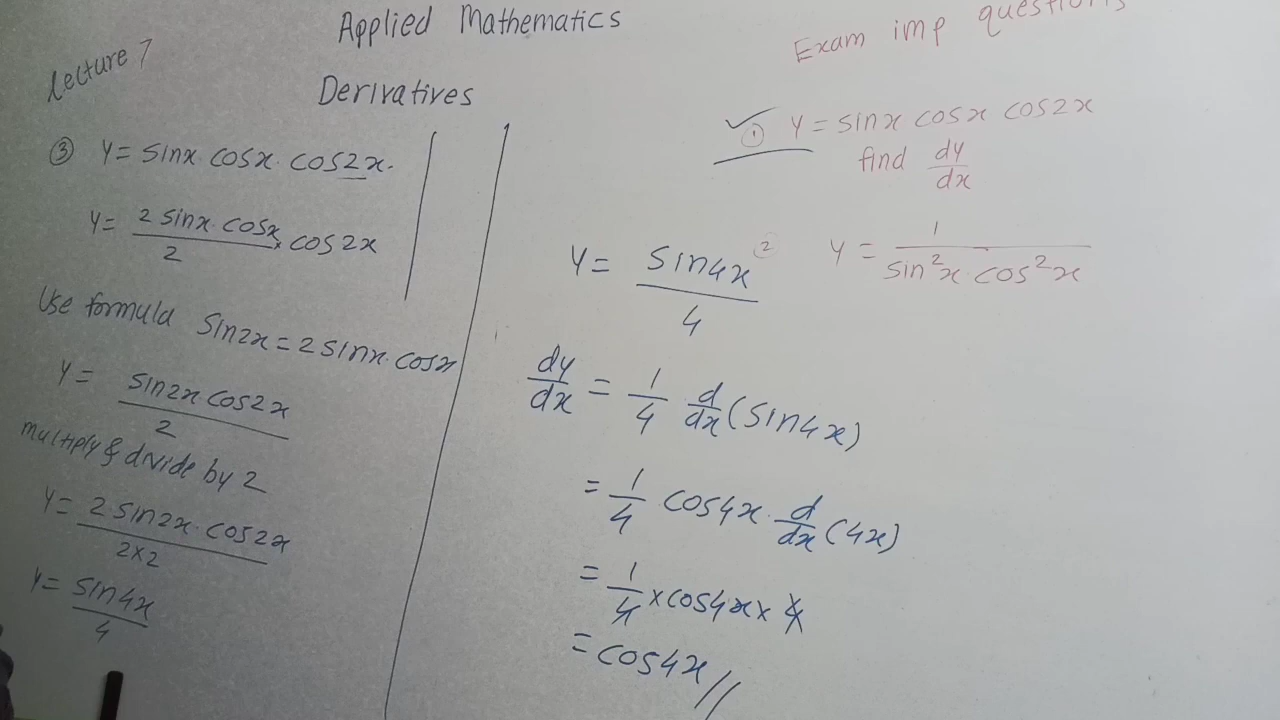 Applied Mathematics
Exam imp questions
Lecture 7
Derivatives
③ Y = sinx· cosx· cos2x.
Y = 2 sinx· cosx / 2 × cos2x
Use formula Sin2x = 2 sinx· cosx
Y = sin2x cos2x / 2
multiply & divide by 2
Y = 2 sin2x· cos2x / 2×2
Y = sin4x / 4
Y = sin4x / 4
dy/dx = 1/4 d/dx (sin4x)
= 1/4 cos4x· d/dx (4x)
= 1/4 × cos4x × 4
= cos4x //
① Y = sinx cosx cos2x
find dy/dx
② Y = 1 / sin²x cos²x